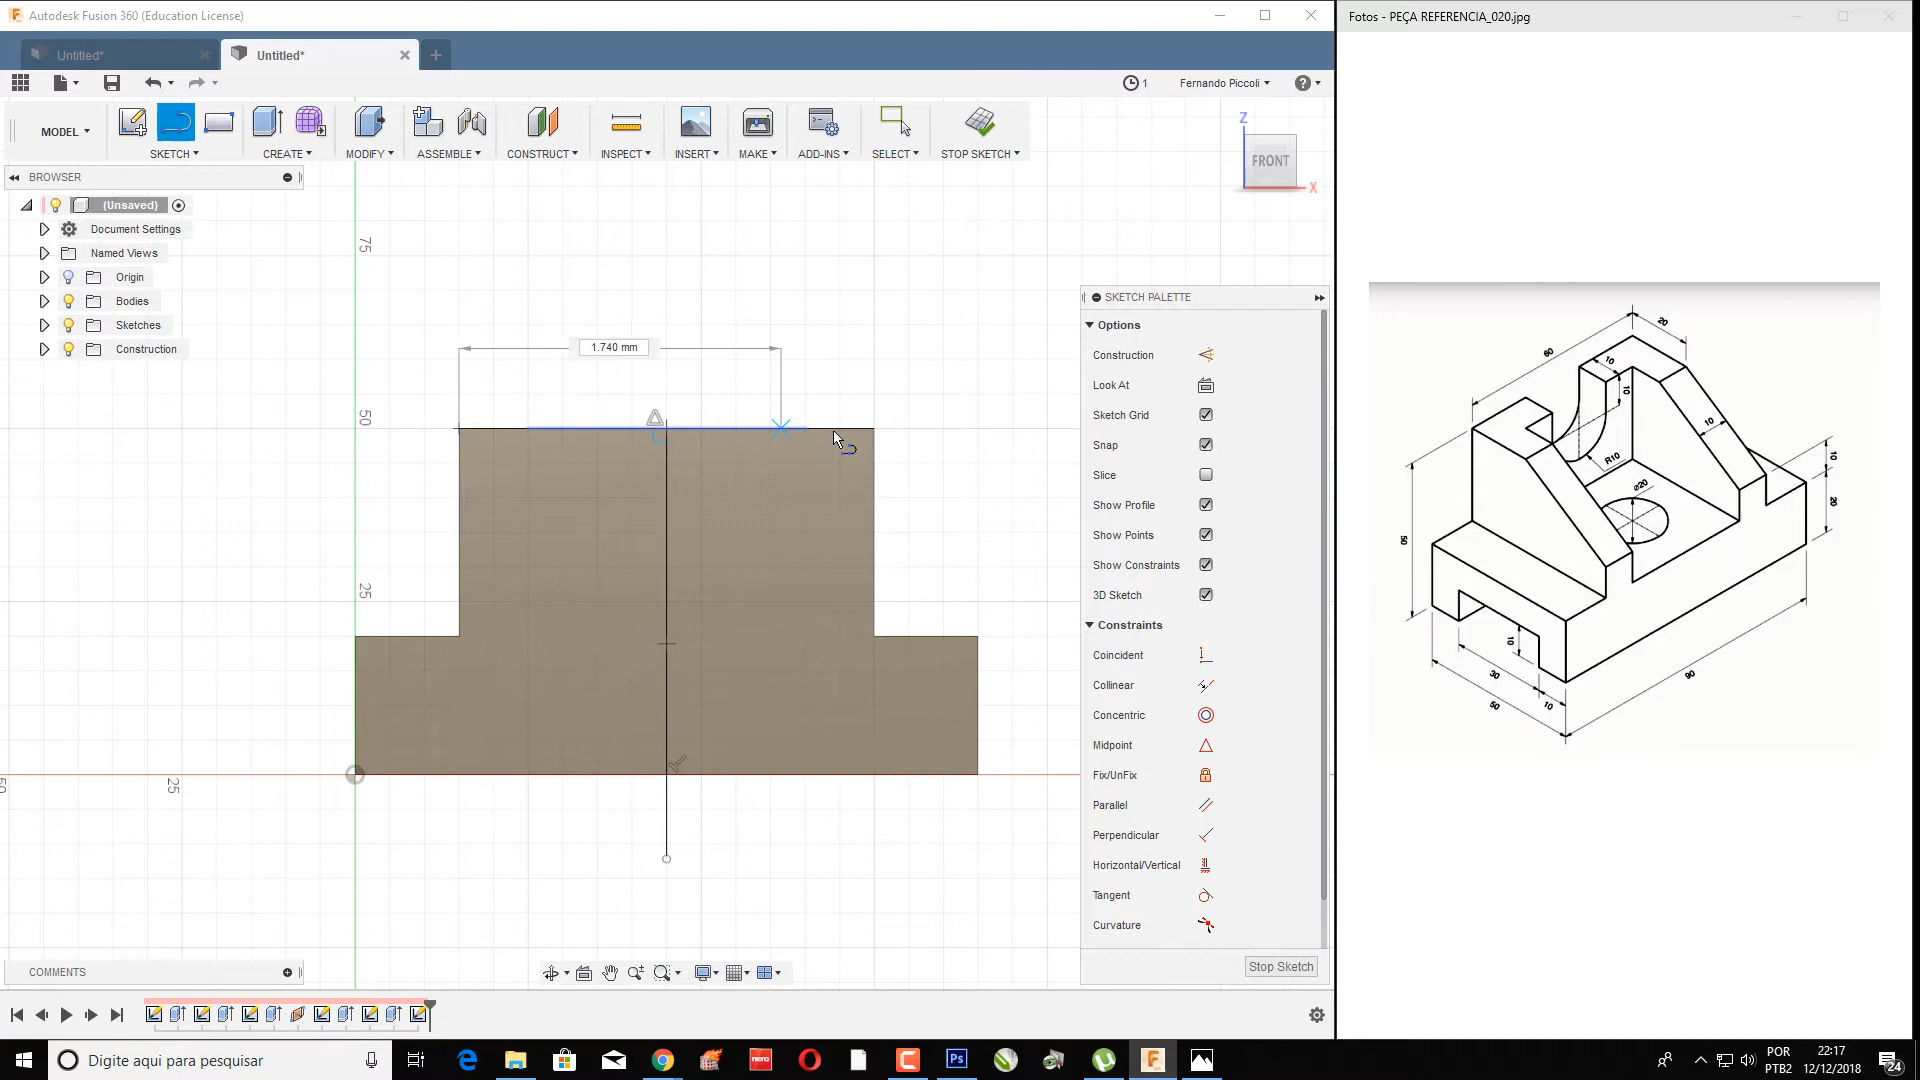 Autodesk Fusion 360 (Education License)
Fotos - PEÇA REFERENCIA_020.jpg
Untitled*
Untitled*
1
Fernando Piccoli
MODEL
SKETCH
CREATE
MODIFY
ASSEMBLE
CONSTRUCT
INSPECT
INSERT
MAKE
ADD-INS
SELECT
STOP SKETCH
Z
FRONT
X
BROWSER
(Unsaved)
Document Settings
Named Views
Origin
Bodies
Sketches
Construction
75
50
25
25
50
1.740 mm
SKETCH PALETTE
Options
Construction
Look At
Sketch Grid
Snap
Slice
Show Profile
Show Points
Show Constraints
3D Sketch
Constraints
Coincident
Collinear
Concentric
Midpoint
Fix/UnFix
Parallel
Perpendicular
Horizontal/Vertical
Tangent
Curvature
Stop Sketch
20
60
10
10
10
R10
Ø20
10
20
50
10
30
10
50
90
COMMENTS
Digite aqui para pesquisar
nero
Ps
POR
PTB2
22:17
12/12/2018
24